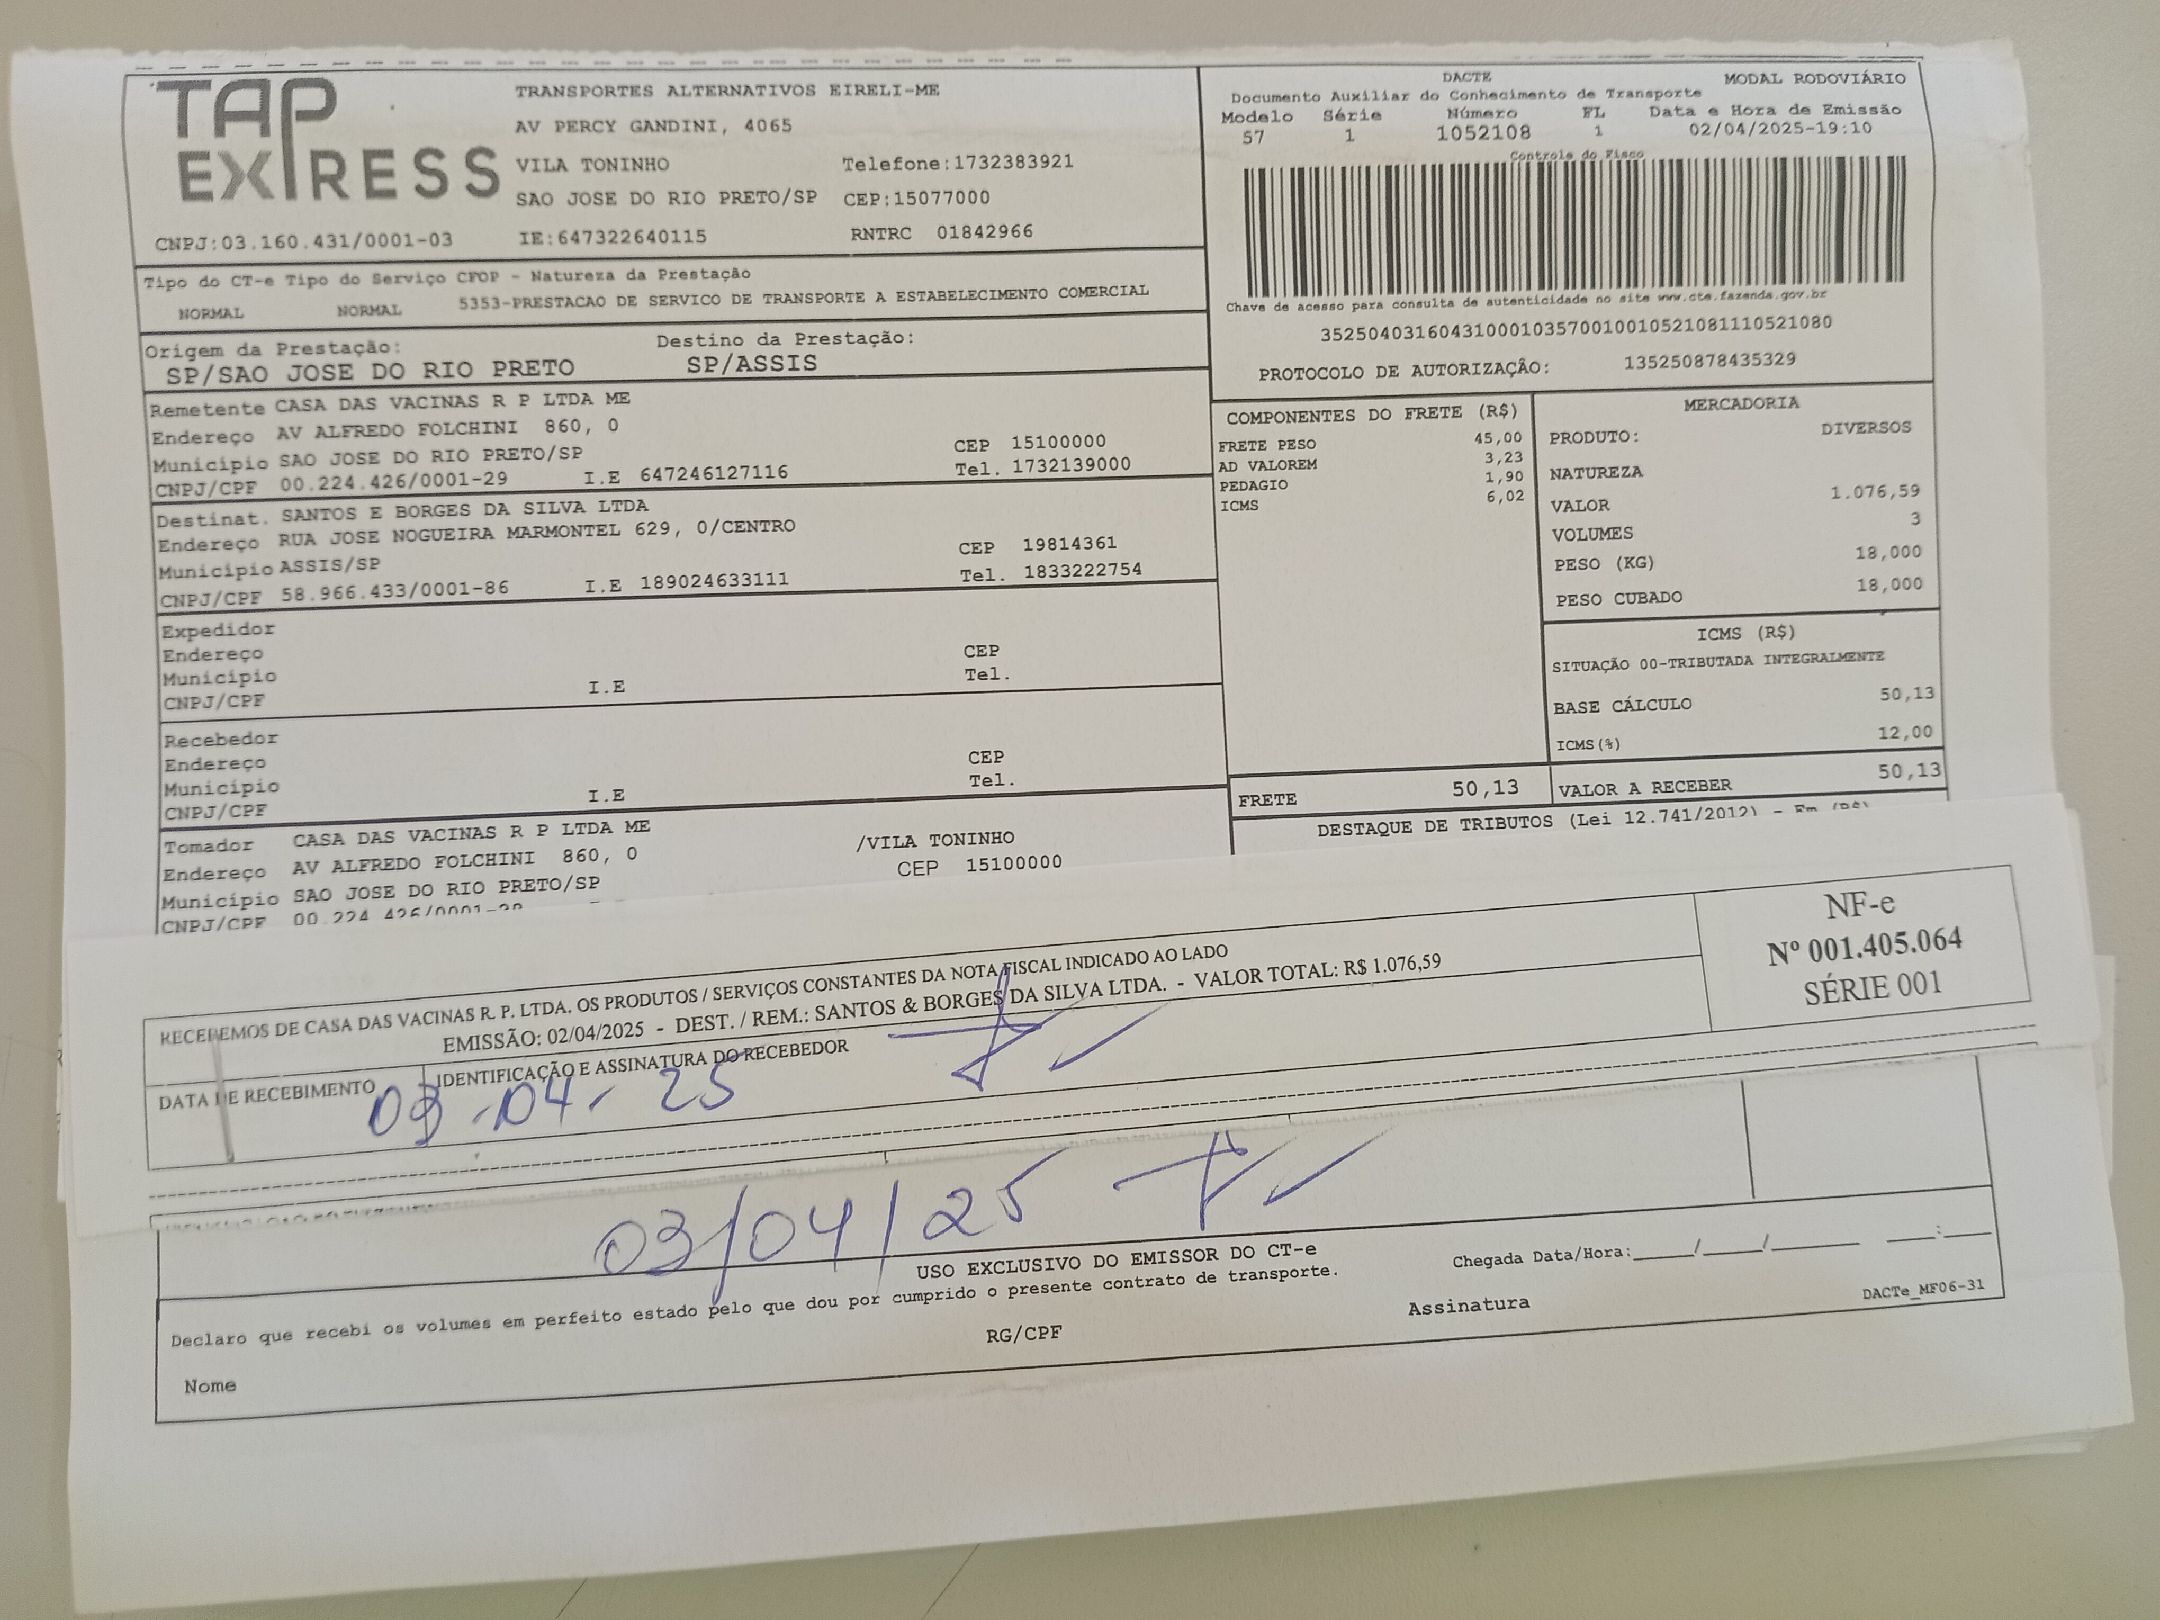 TAP EXPRESS
TRANSPORTES ALTERNATIVOS EIRELI-ME
AV PERCY GANDINI, 4065
VILA TONINHO Telefone:1732383921
SAO JOSE DO RIO PRETO/SP CEP:15077000
CNPJ:03.160.431/0001-03 IE:647322640115 RNTRC 01842966
DACTE MODAL RODOVIÁRIO
Documento Auxiliar do Conhecimento de Transporte
Modelo Série Número FL Data e Hora de Emissão
57 1 1052108 1 02/04/2025-19:10
Controle do Fisco
Chave de acesso para consulta de autenticidade no site www.cte.fazenda.gov.br
35250403160431000103570010010521081110521080
PROTOCOLO DE AUTORIZAÇÃO: 135250878435329
Tipo do CT-e Tipo do Serviço CFOP - Natureza da Prestação
NORMAL NORMAL 5353-PRESTACAO DE SERVICO DE TRANSPORTE A ESTABELECIMENTO COMERCIAL
Origem da Prestação: Destino da Prestação:
SP/SAO JOSE DO RIO PRETO SP/ASSIS
Remetente CASA DAS VACINAS R P LTDA ME
Endereço AV ALFREDO FOLCHINI 860, 0 CEP 15100000
Município SAO JOSE DO RIO PRETO/SP Tel. 1732139000
CNPJ/CPF 00.224.426/0001-29 I.E 647246127116
Destinat. SANTOS E BORGES DA SILVA LTDA
Endereço RUA JOSE NOGUEIRA MARMONTEL 629, 0/CENTRO CEP 19814361
Município ASSIS/SP Tel. 1833222754
CNPJ/CPF 58.966.433/0001-86 I.E 189024633111
Expedidor
Endereço CEP
Município Tel.
CNPJ/CPF I.E
Recebedor
Endereço CEP
Município Tel.
CNPJ/CPF I.E
Tomador CASA DAS VACINAS R P LTDA ME /VILA TONINHO
Endereço AV ALFREDO FOLCHINI 860, 0 CEP 15100000
Município SAO JOSE DO RIO PRETO/SP
CNPJ/CPF 00.224.426/0001-29
COMPONENTES DO FRETE (R$)
FRETE PESO 45,00
AD VALOREM 3,23
PEDAGIO 1,90
ICMS 6,02
MERCADORIA
PRODUTO: DIVERSOS
NATUREZA
VALOR 1.076,59
VOLUMES 3
PESO (KG) 18,000
PESO CUBADO 18,000
ICMS (R$)
SITUAÇÃO 00-TRIBUTADA INTEGRALMENTE
BASE CÁLCULO 50,13
ICMS(%) 12,00
FRETE 50,13 VALOR A RECEBER 50,13
DESTAQUE DE TRIBUTOS (Lei 12.741/2012) - Em (R$)
RECEBEMOS DE CASA DAS VACINAS R. P. LTDA. OS PRODUTOS / SERVIÇOS CONSTANTES DA NOTA FISCAL INDICADO AO LADO
EMISSÃO: 02/04/2025 - DEST. / REM.: SANTOS & BORGES DA SILVA LTDA. - VALOR TOTAL: R$ 1.076,59
DATA DE RECEBIMENTO IDENTIFICAÇÃO E ASSINATURA DO RECEBEDOR
03-04-25
NF-e
Nº 001.405.064
SÉRIE 001
03/04/25
USO EXCLUSIVO DO EMISSOR DO CT-e Chegada Data/Hora:____/____/____ ____:____
Declaro que recebi os volumes em perfeito estado pelo que dou por cumprido o presente contrato de transporte.
Nome RG/CPF Assinatura DACTe_MF06-31